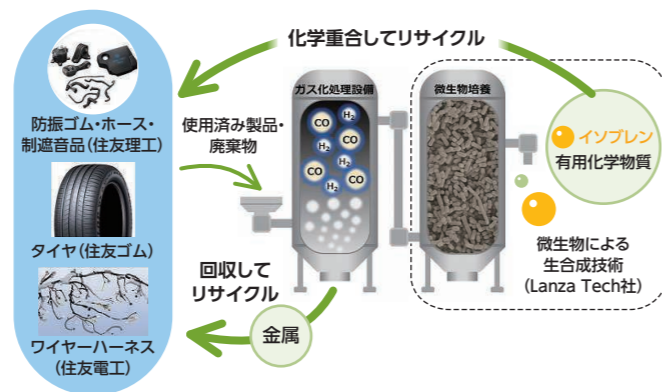 化学重合してリサイクル
防振ゴム・ホース・
制遮音品(住友理工)
タイヤ(住友ゴム)
ワイヤーハーネス
(住友電工)
使用済み製品・
廃棄物
ガス化処理設備
CO
H₂
CO
H₂
H₂
CO
CO
H₂
微生物培養
イソプレン
有用化学物質
微生物による
生合成技術
(Lanza Tech社)
回収して
リサイクル
金属